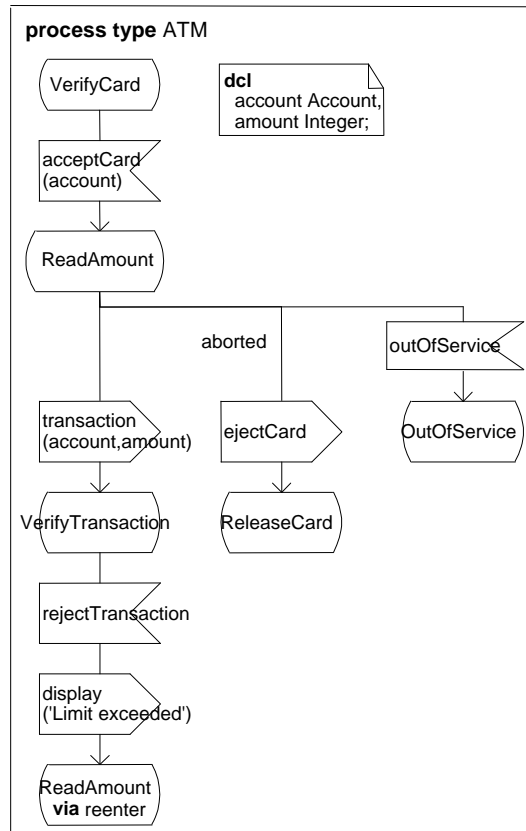 process type ATM
VerifyCard
dcl
account Account,
amount Integer;
acceptCard
(account)
ReadAmount
aborted
outOfService
transaction
(account,amount)
ejectCard
OutOfService
VerifyTransaction
ReleaseCard
rejectTransaction
display
('Limit exceeded')
ReadAmount
via reenter